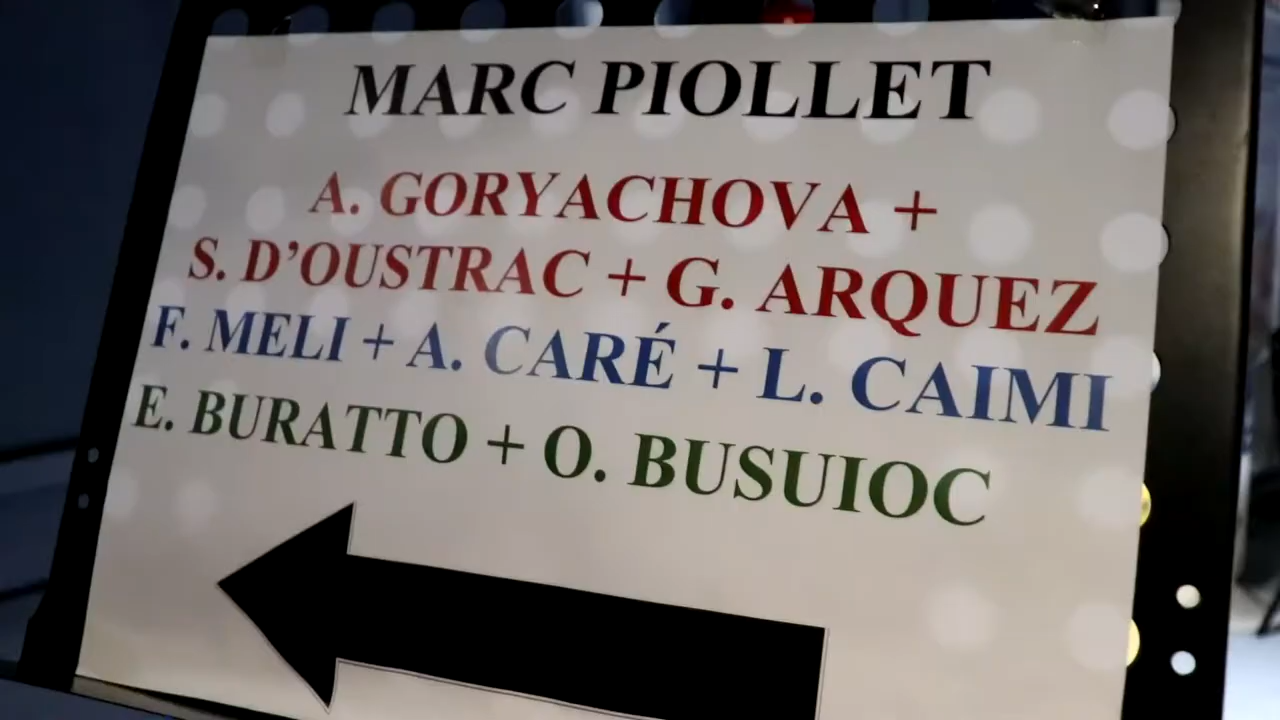 MARC PIOLLET
A. GORYACHOVA +
S. D’OUSTRAC + G. ARQUEZ
F. MELI + A. CARÉ + L. CAIMI
E. BURATTO + O. BUSUIOC